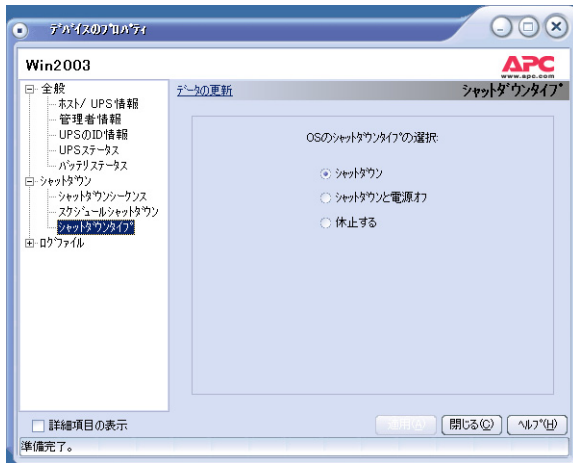 ﾃﾞﾊﾞｲｽのﾌﾟﾛﾊﾟﾃｨ
Win2003
APC
www.apc.com
全般
ホスト/ UPS情報
管理者情報
UPSのID情報
UPSステータス
バッテリステータス
シャットダウン
シャットダウンシーケンス
スケジュールシャットダウン
シャットダウンタイプ
ログファイル
データの更新
シャットダウンタイプ
OSのシャットダウンタイプの選択:
シャットダウン
シャットダウンと電源オフ
休止する
詳細項目の表示
適用(A)
閉じる(C)
ヘルプ(H)
準備完了。